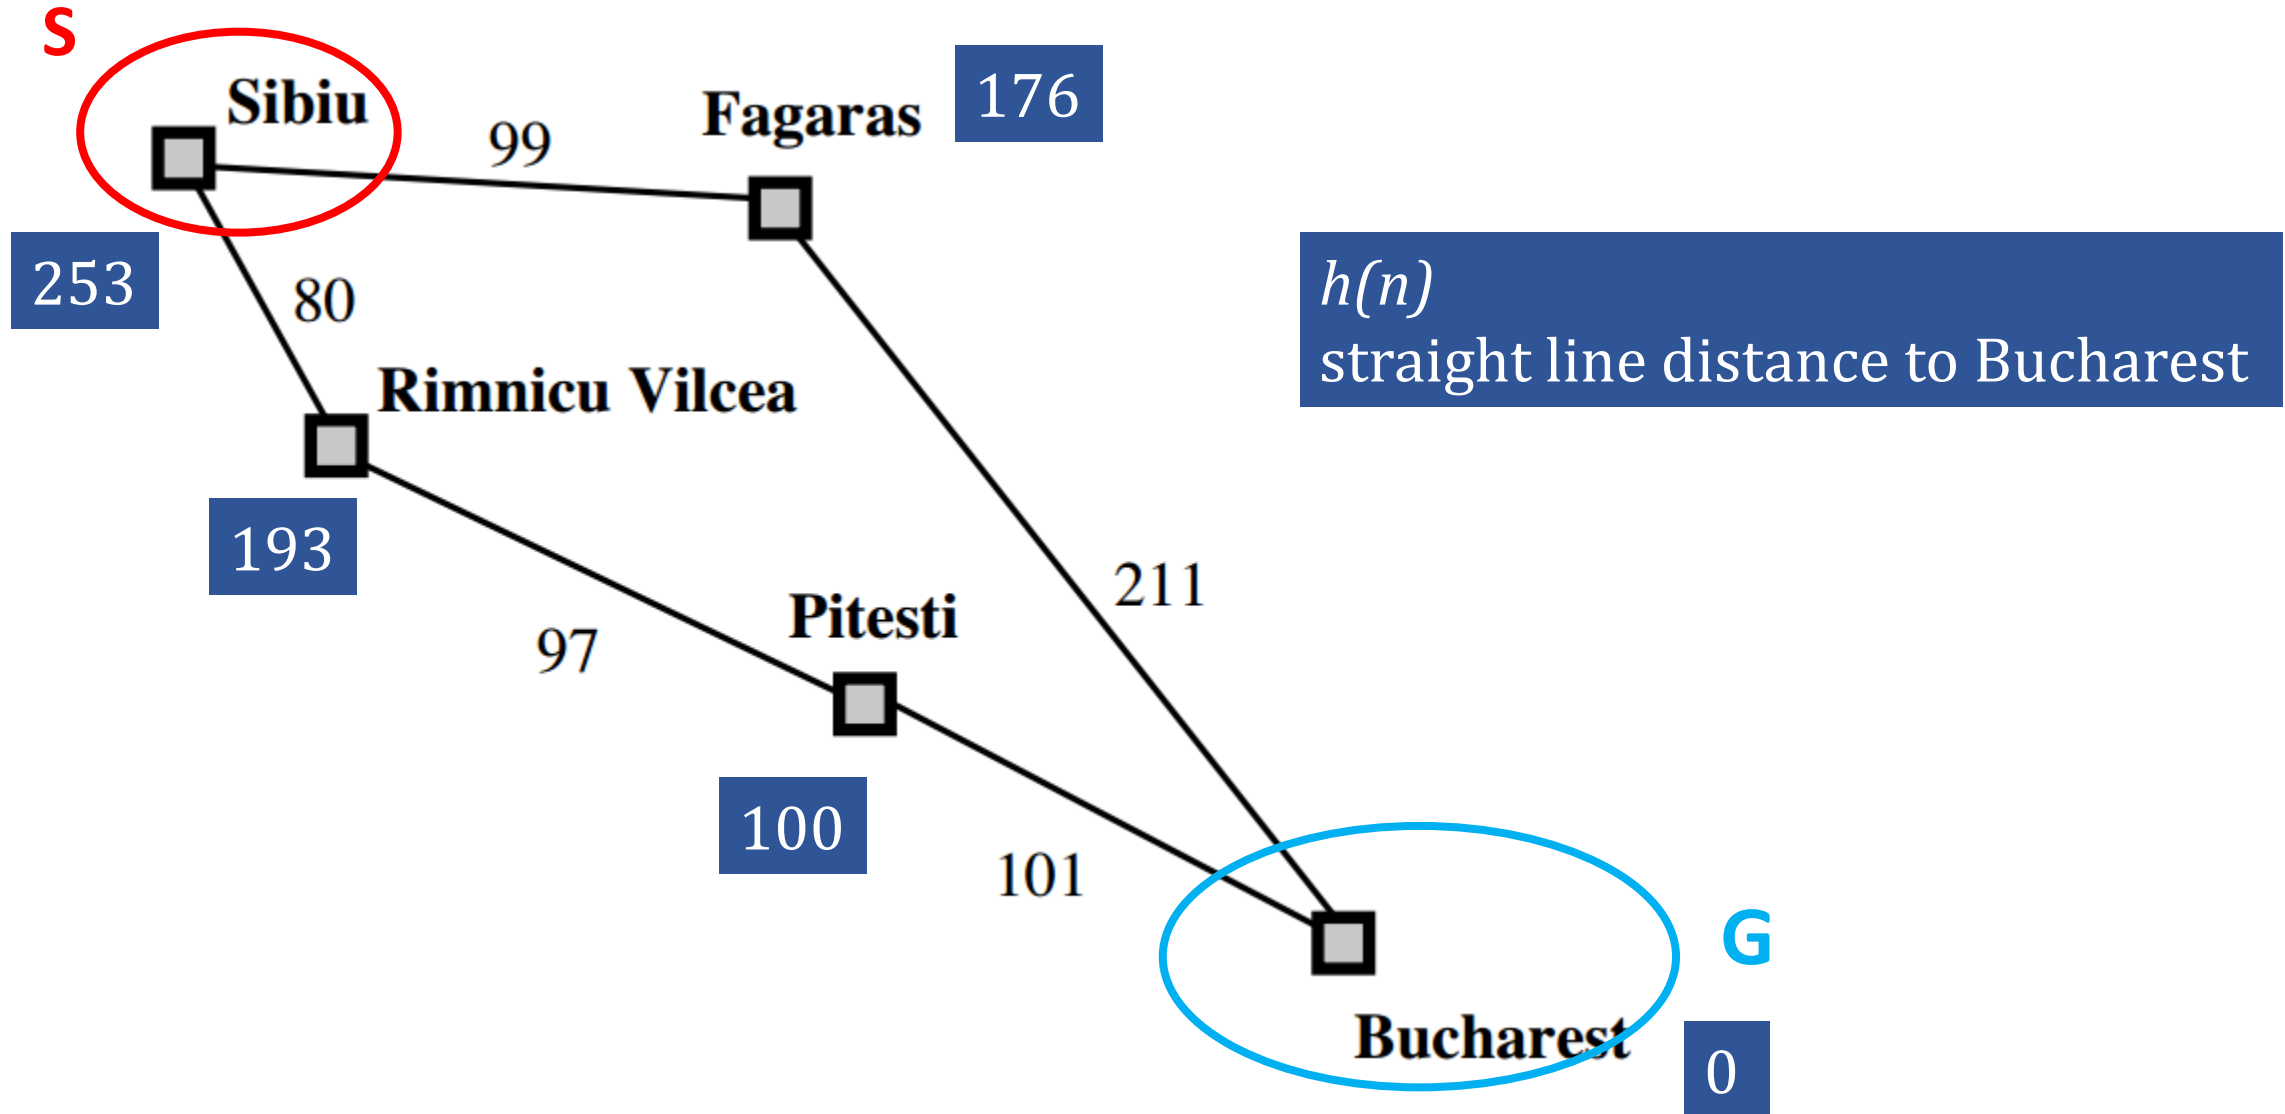 S
Sibiu
99
Fagaras
176
253
80
h(n)
straight line distance to Bucharest
Rimnicu Vilcea
193
97
Pitesti
211
100
101
G
Bucharest
0